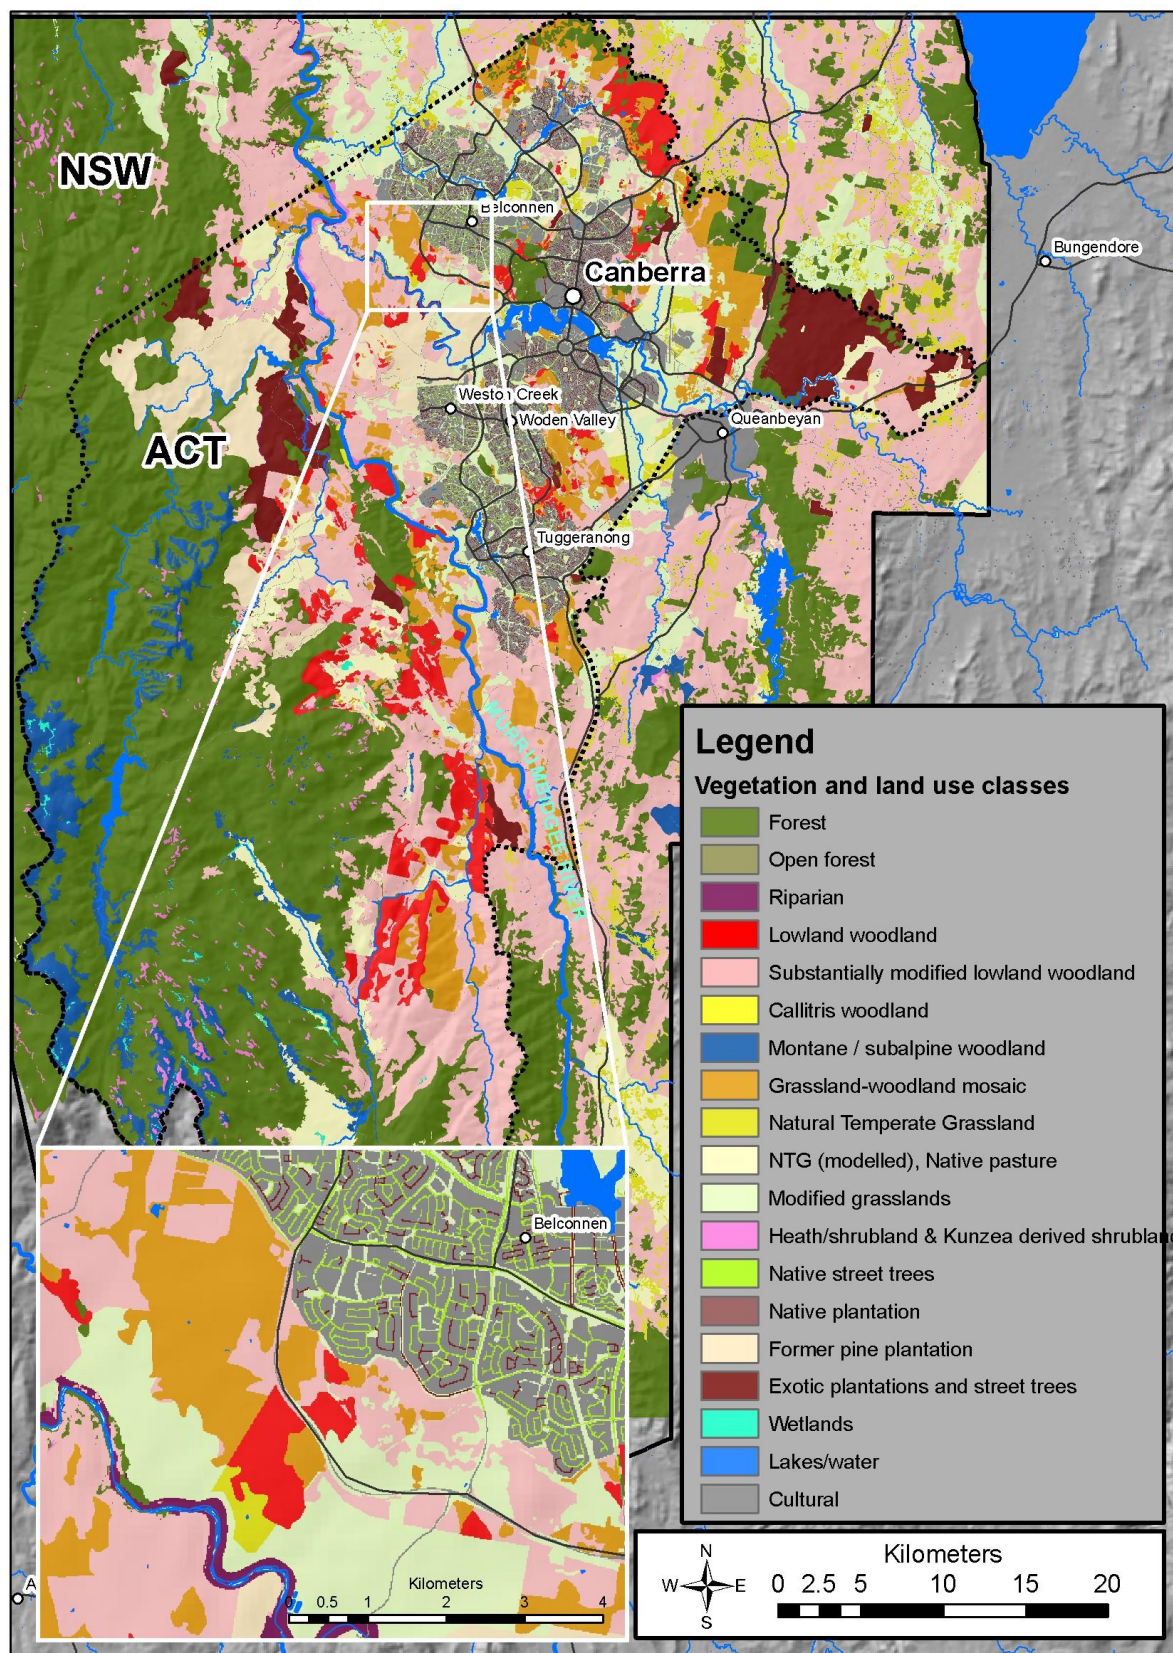 NSW
Belconnen
Bungendore
Canberra
Weston Creek
Woden Valley
Queanbeyan
ACT
Tuggeranong
MURRUMBIDGEE RIVER
Legend
Vegetation and land use classes
Forest
Open forest
Riparian
Lowland woodland
Substantially modified lowland woodland
Callitris woodland
Montane / subalpine woodland
Grassland-woodland mosaic
Natural Temperate Grassland
NTG (modelled), Native pasture
Modified grasslands
Heath/shrubland & Kunzea derived shrubland
Native street trees
Native plantation
Former pine plantation
Exotic plantations and street trees
Wetlands
Lakes/water
Cultural
Belconnen
Kilometers
0 0.5 1 2 3 4
A
N
W E
S
Kilometers
0 2.5 5 10 15 20